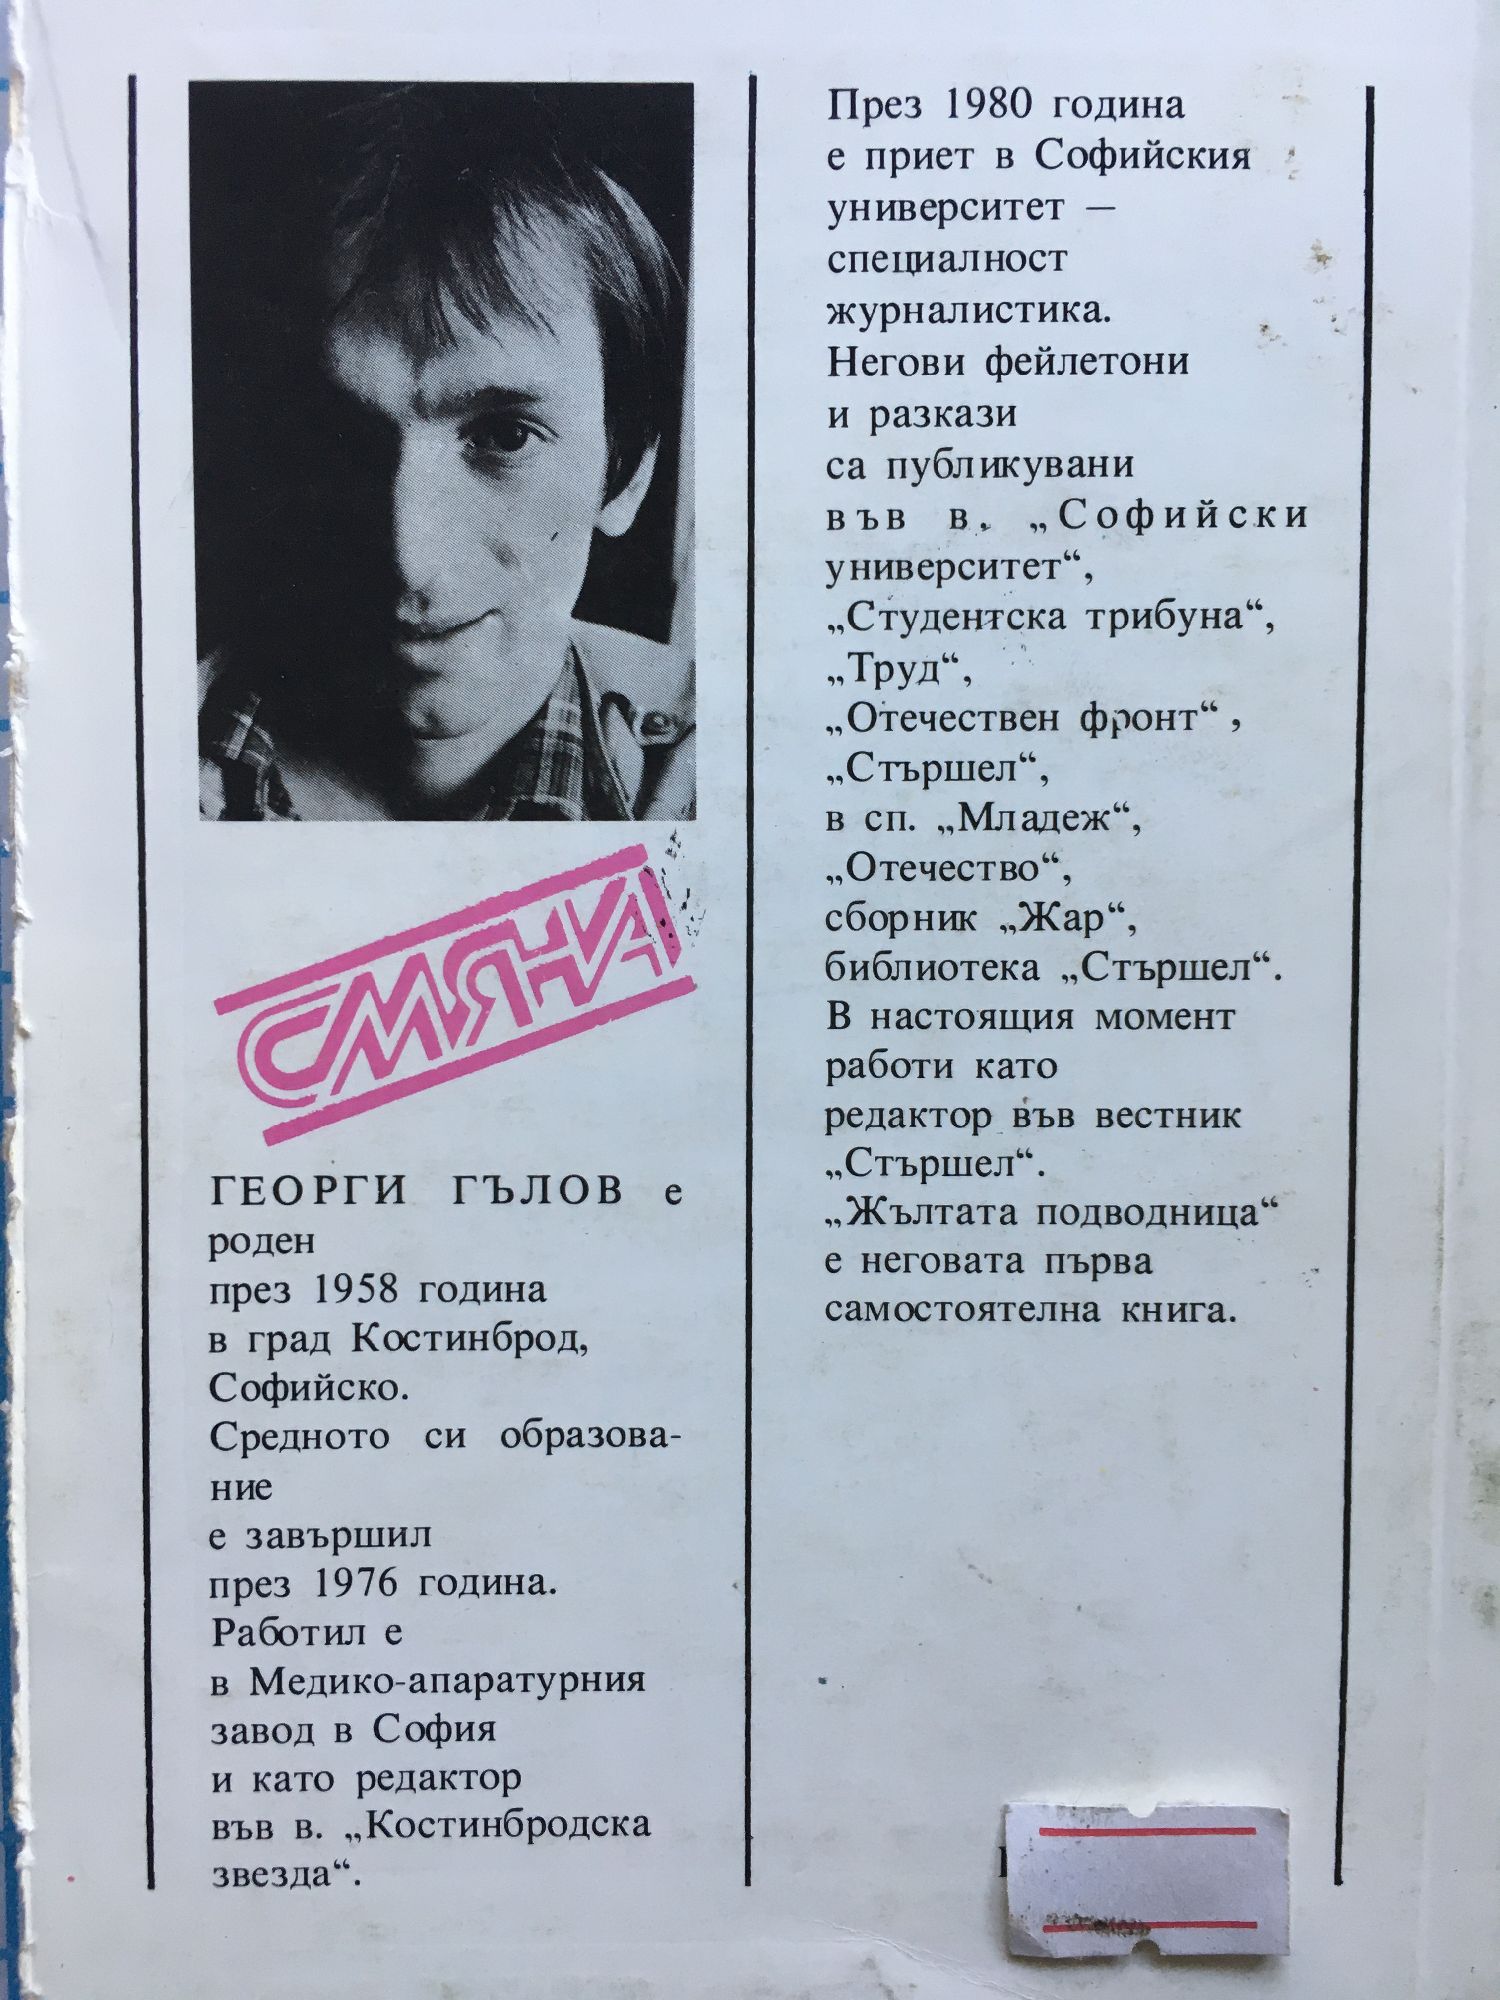 СМЯНА
ГЕОРГИ ГЪЛОВ е
роден
през 1958 година
в град Костинброд,
Софийско.
Средното си образова-
ние
е завършил
през 1976 година.
Работил е
в Медико-апаратурния
завод в София
и като редактор
във в. „Костинбродска
звезда“.
През 1980 година
е приет в Софийския
университет —
специалност
журналистика.
Негови фейлетони
и разкази
са публикувани
във в. „Софийски
университет“,
„Студентска трибуна“,
„Труд“,
„Отечествен фронт“ ,
„Стършел“,
в сп. „Младеж“,
„Отечество“,
сборник „Жар“,
библиотека „Стършел“.
В настоящия момент
работи като
редактор във вестник
„Стършел“.
„Жълтата подводница“
е неговата първа
самостоятелна книга.